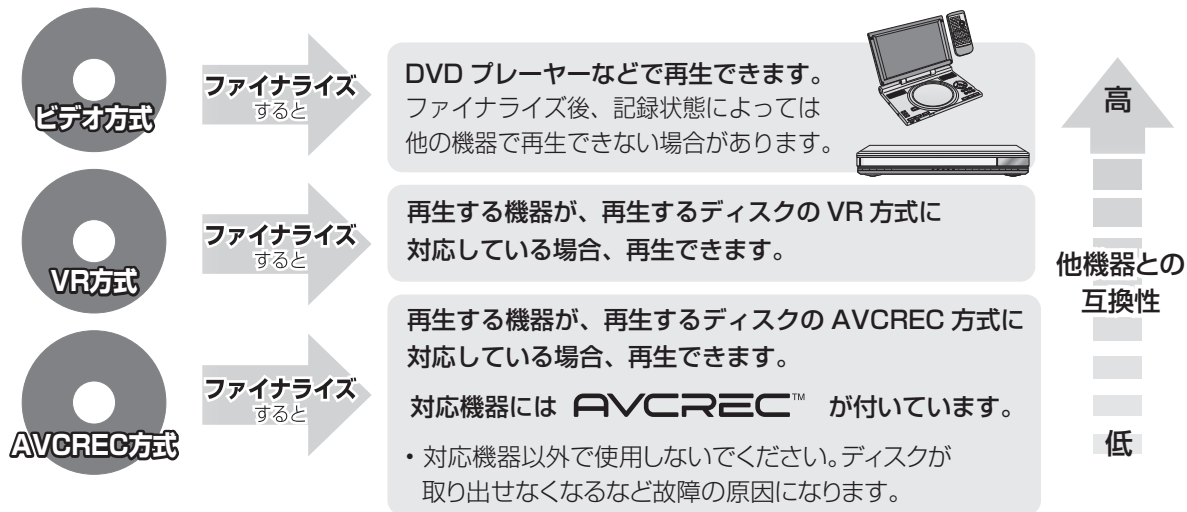 ビデオ方式
ファイナライズ
すると
DVD プレーヤーなどで再生できます。
ファイナライズ後、記録状態によっては
他の機器で再生できない場合があります。
VR方式
ファイナライズ
すると
再生する機器が、再生するディスクの VR 方式に
対応している場合、再生できます。
AVCREC方式
ファイナライズ
すると
再生する機器が、再生するディスクの AVCREC 方式に
対応している場合、再生できます。
対応機器には AVCREC™ が付いています。
・対応機器以外で使用しないでください。ディスクが
取り出せなくなるなど故障の原因になります。
高
他機器との
互換性
低